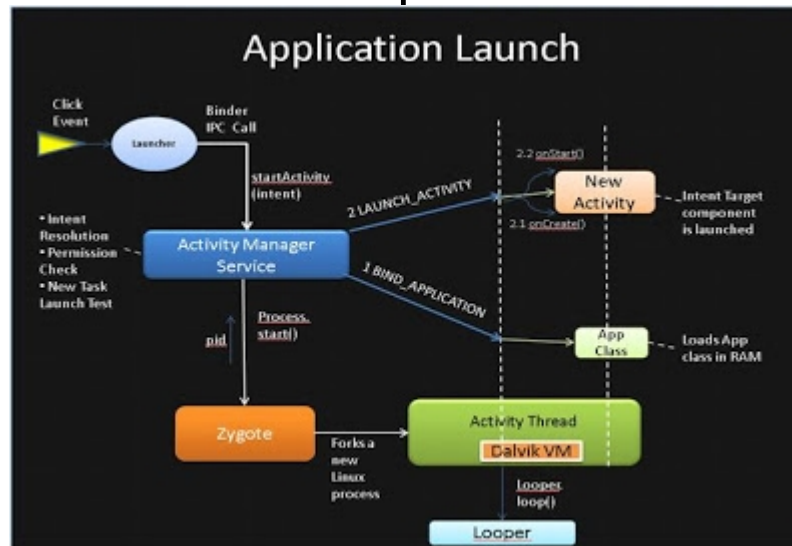 Application Launch
Click
Event
Launcher
Binder
IPC Call
startActivity
(intent)
• Intent
Resolution
• Permission
Check
• New Task
Launch Test
Activity Manager
Service
2 LAUNCH_ACTIVITY
1 BIND_APPLICATION
2.2 onStart()
New
Activity
2.1 onCreate()
Intent Target
component
is launched
App
Class
Loads App
class in RAM
pid
Process.
start()
Zygote
Forks a
new
Linux
process
Activity Thread
Dalvik VM
Looper.
loop()
Looper